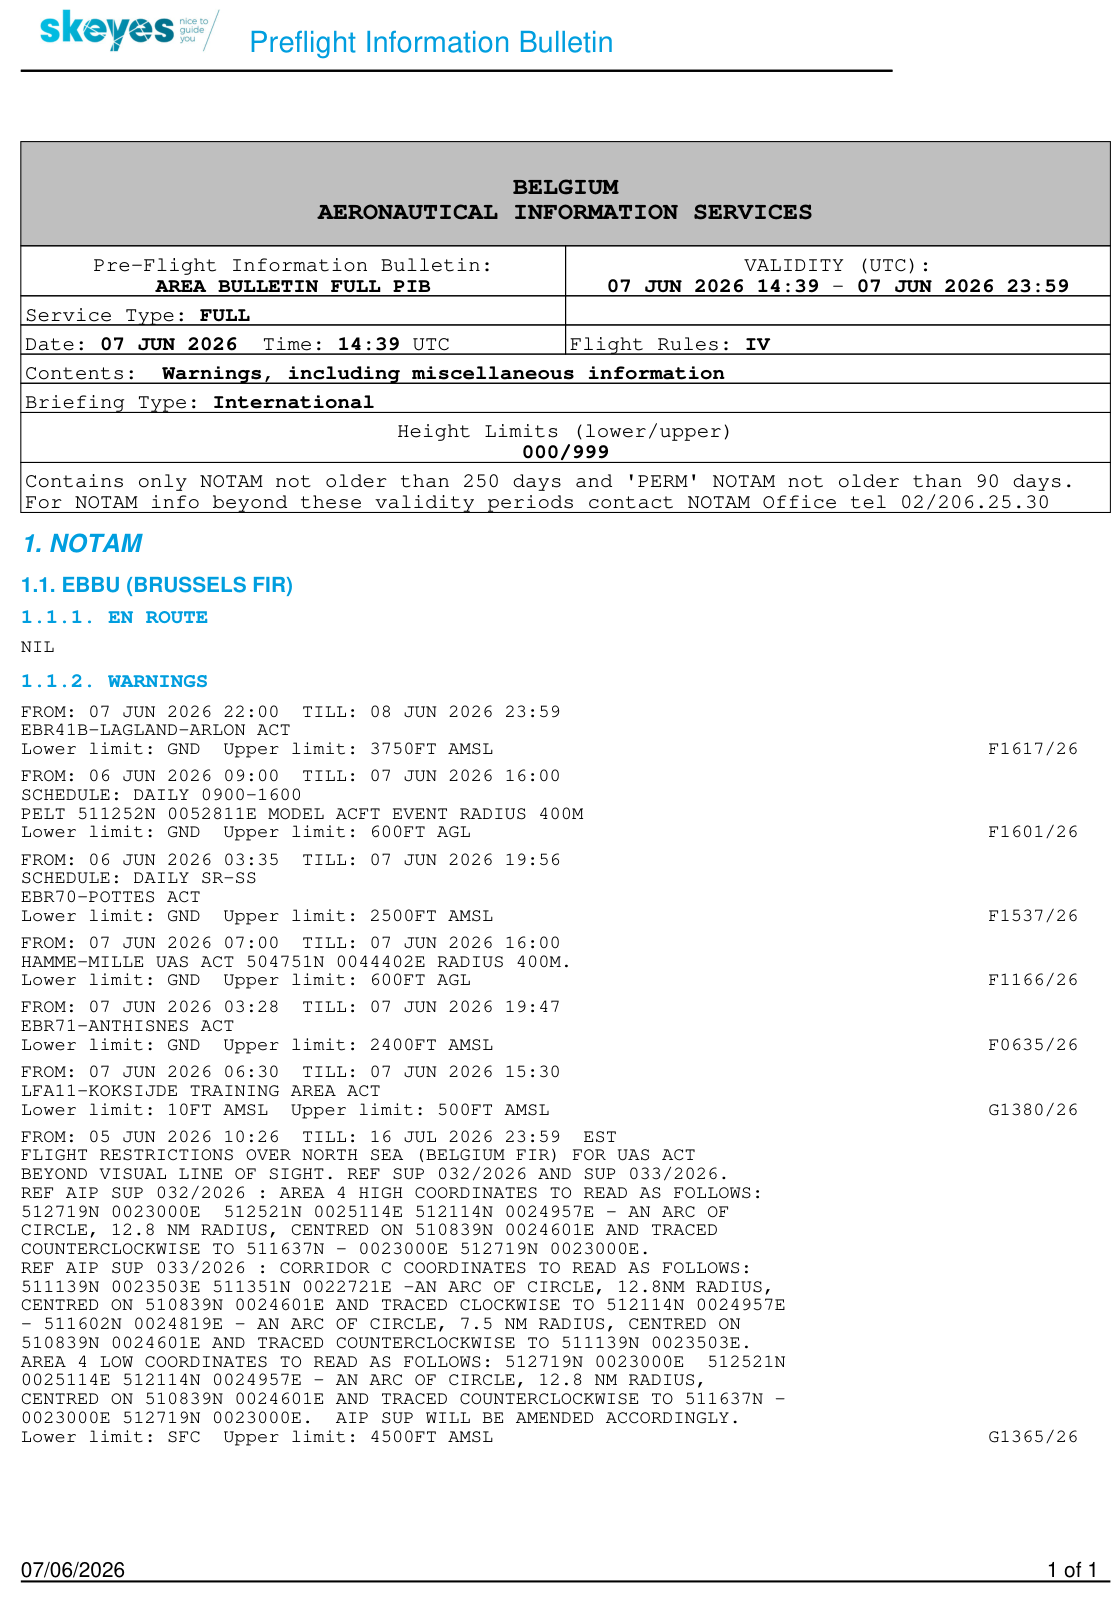 skeyes nice to guide you
Preflight Information Bulletin
BELGIUM
AERONAUTICAL INFORMATION SERVICES
Pre-Flight Information Bulletin:
AREA BULLETIN FULL PIB
VALIDITY (UTC):
07 JUN 2026 14:39 - 07 JUN 2026 23:59
Service Type: FULL
Date: 07 JUN 2026  Time: 14:39 UTC
Flight Rules: IV
Contents:  Warnings, including miscellaneous information
Briefing Type: International
Height Limits (lower/upper)
000/999
Contains only NOTAM not older than 250 days and 'PERM' NOTAM not older than 90 days.
For NOTAM info beyond these validity periods contact NOTAM Office tel 02/206.25.30
1. NOTAM
1.1. EBBU (BRUSSELS FIR)
1.1.1. EN ROUTE
NIL
1.1.2. WARNINGS
FROM: 07 JUN 2026 22:00  TILL: 08 JUN 2026 23:59
EBR41B-LAGLAND-ARLON ACT
Lower limit: GND  Upper limit: 3750FT AMSL F1617/26
FROM: 06 JUN 2026 09:00  TILL: 07 JUN 2026 16:00
SCHEDULE: DAILY 0900-1600
PELT 511252N 0052811E MODEL ACFT EVENT RADIUS 400M
Lower limit: GND  Upper limit: 600FT AGL F1601/26
FROM: 06 JUN 2026 03:35  TILL: 07 JUN 2026 19:56
SCHEDULE: DAILY SR-SS
EBR70-POTTES ACT
Lower limit: GND  Upper limit: 2500FT AMSL F1537/26
FROM: 07 JUN 2026 07:00  TILL: 07 JUN 2026 16:00
HAMME-MILLE UAS ACT 504751N 0044402E RADIUS 400M.
Lower limit: GND  Upper limit: 600FT AGL F1166/26
FROM: 07 JUN 2026 03:28  TILL: 07 JUN 2026 19:47
EBR71-ANTHISNES ACT
Lower limit: GND  Upper limit: 2400FT AMSL F0635/26
FROM: 07 JUN 2026 06:30  TILL: 07 JUN 2026 15:30
LFA11-KOKSIJDE TRAINING AREA ACT
Lower limit: 10FT AMSL  Upper limit: 500FT AMSL G1380/26
FROM: 05 JUN 2026 10:26  TILL: 16 JUL 2026 23:59  EST
FLIGHT RESTRICTIONS OVER NORTH SEA (BELGIUM FIR) FOR UAS ACT
BEYOND VISUAL LINE OF SIGHT. REF SUP 032/2026 AND SUP 033/2026.
REF AIP SUP 032/2026 : AREA 4 HIGH COORDINATES TO READ AS FOLLOWS:
512719N 0023000E  512521N 0025114E 512114N 0024957E - AN ARC OF
CIRCLE, 12.8 NM RADIUS, CENTRED ON 510839N 0024601E AND TRACED
COUNTERCLOCKWISE TO 511637N - 0023000E 512719N 0023000E.
REF AIP SUP 033/2026 : CORRIDOR C COORDINATES TO READ AS FOLLOWS:
511139N 0023503E 511351N 0022721E -AN ARC OF CIRCLE, 12.8NM RADIUS,
CENTRED ON 510839N 0024601E AND TRACED CLOCKWISE TO 512114N 0024957E
- 511602N 0024819E - AN ARC OF CIRCLE, 7.5 NM RADIUS, CENTRED ON
510839N 0024601E AND TRACED COUNTERCLOCKWISE TO 511139N 0023503E.
AREA 4 LOW COORDINATES TO READ AS FOLLOWS: 512719N 0023000E  512521N
0025114E 512114N 0024957E - AN ARC OF CIRCLE, 12.8 NM RADIUS,
CENTRED ON 510839N 0024601E AND TRACED COUNTERCLOCKWISE TO 511637N -
0023000E 512719N 0023000E.  AIP SUP WILL BE AMENDED ACCORDINGLY.
Lower limit: SFC  Upper limit: 4500FT AMSL G1365/26
07/06/2026 1 of 1